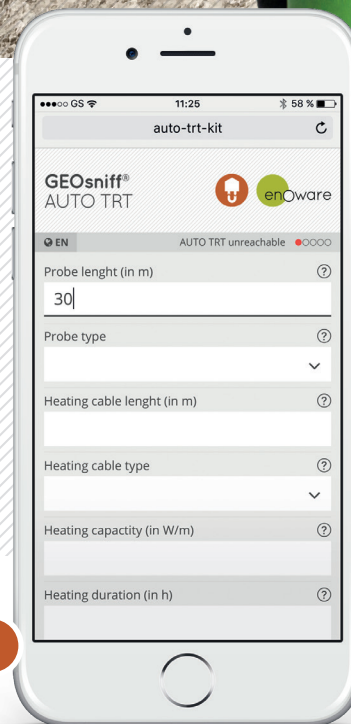 GS 11:25 58 %
auto-trt-kit
GEOsniff®
AUTO TRT
enOware
EN AUTO TRT unreachable
Probe lenght (in m) ?
30
Probe type ?
Heating cable lenght (in m) ?
Heating cable type ?
Heating capactity (in W/m) ?
Heating duration (in h) ?